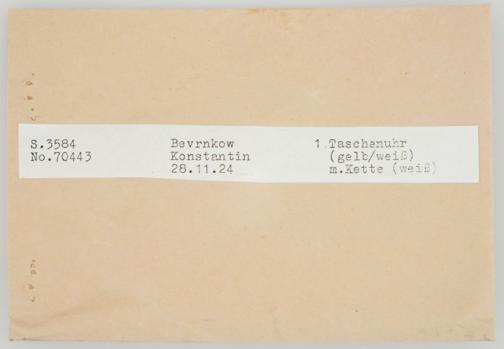 S.3584 Bevrnkow 1 Taschenuhr
No.70443 Konstantin (gelb/weiß)
28.11.24 m.Kette (weiß)